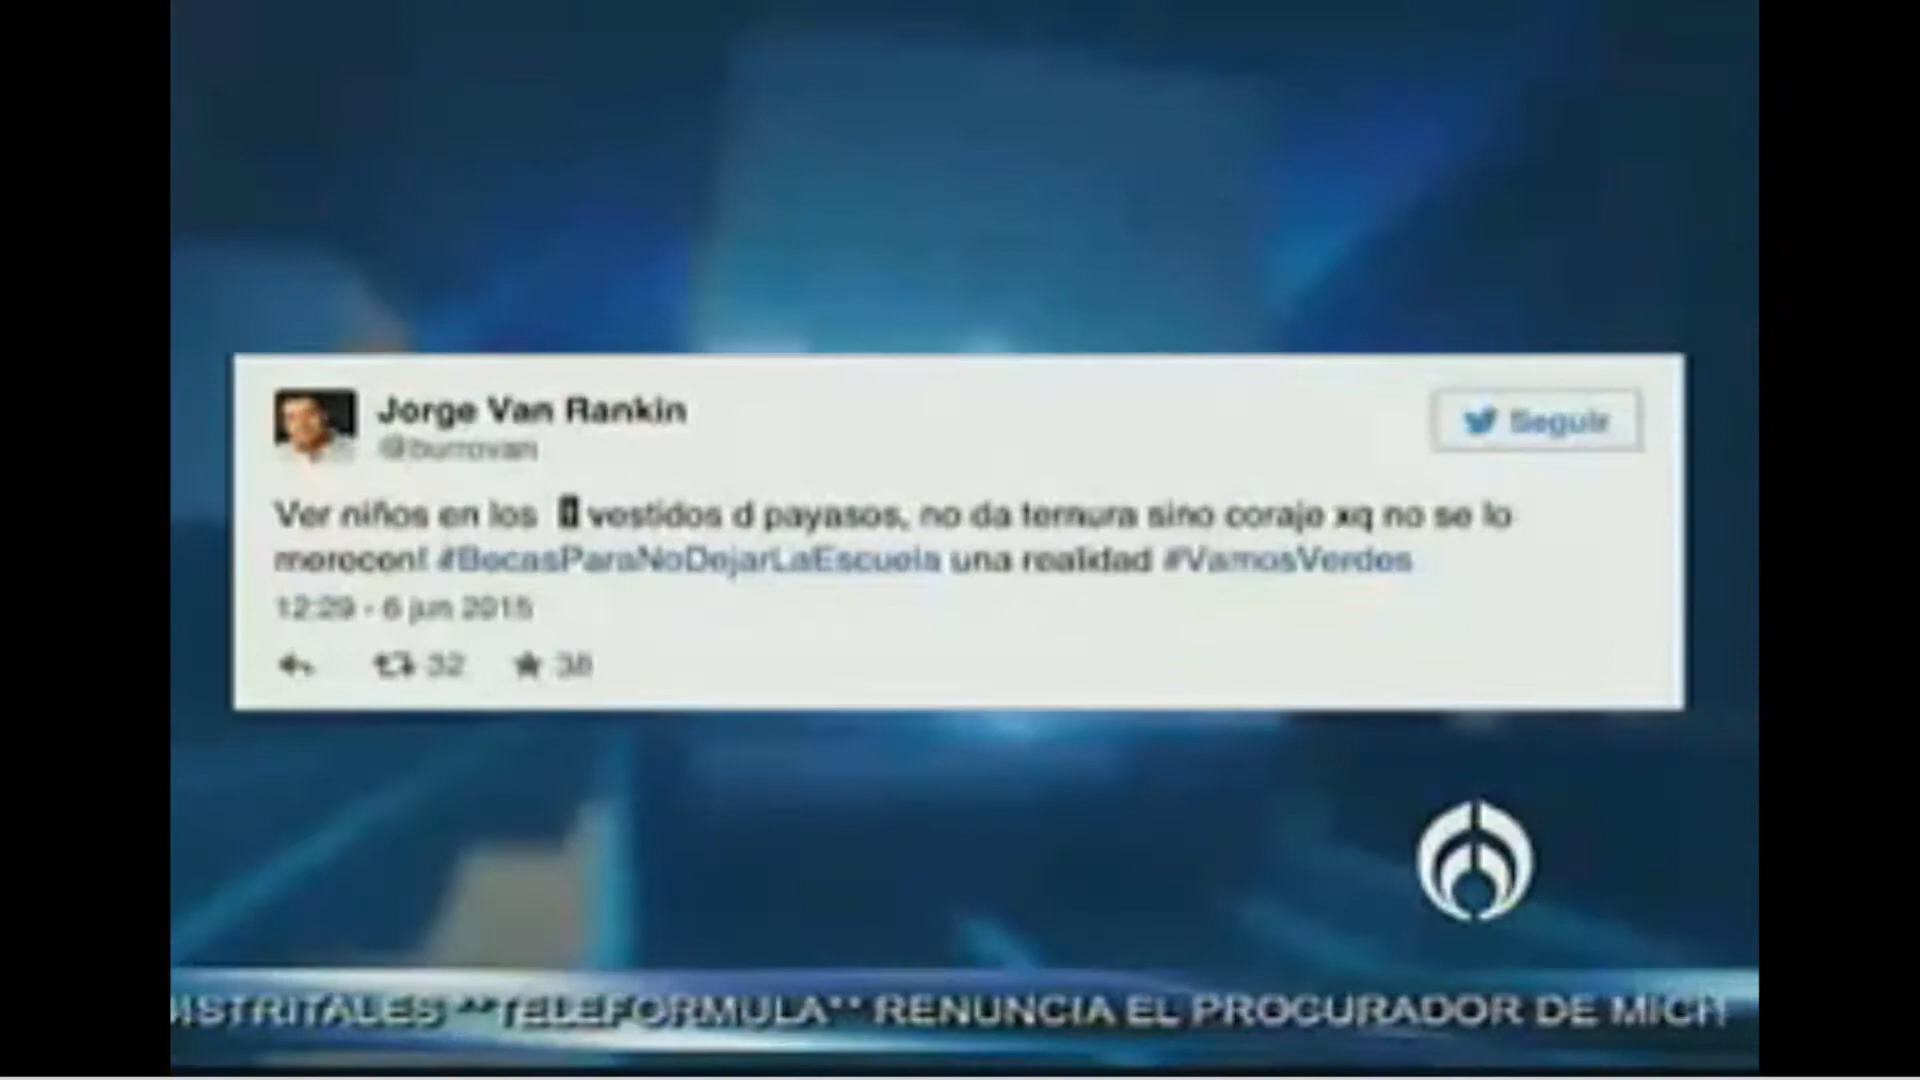 Jorge Van Rankin
@burrovan
Seguir
Ver niños en los vestidos d payasos, no da ternura sino coraje xq no se lo
merecen! #BecasParaNoDejarLaEscuela una realidad #VamosVerdes
12:29 - 6 jun 2015
32 38
DISTRITALES **TELEFORMULA** RENUNCIA EL PROCURADOR DE MICH